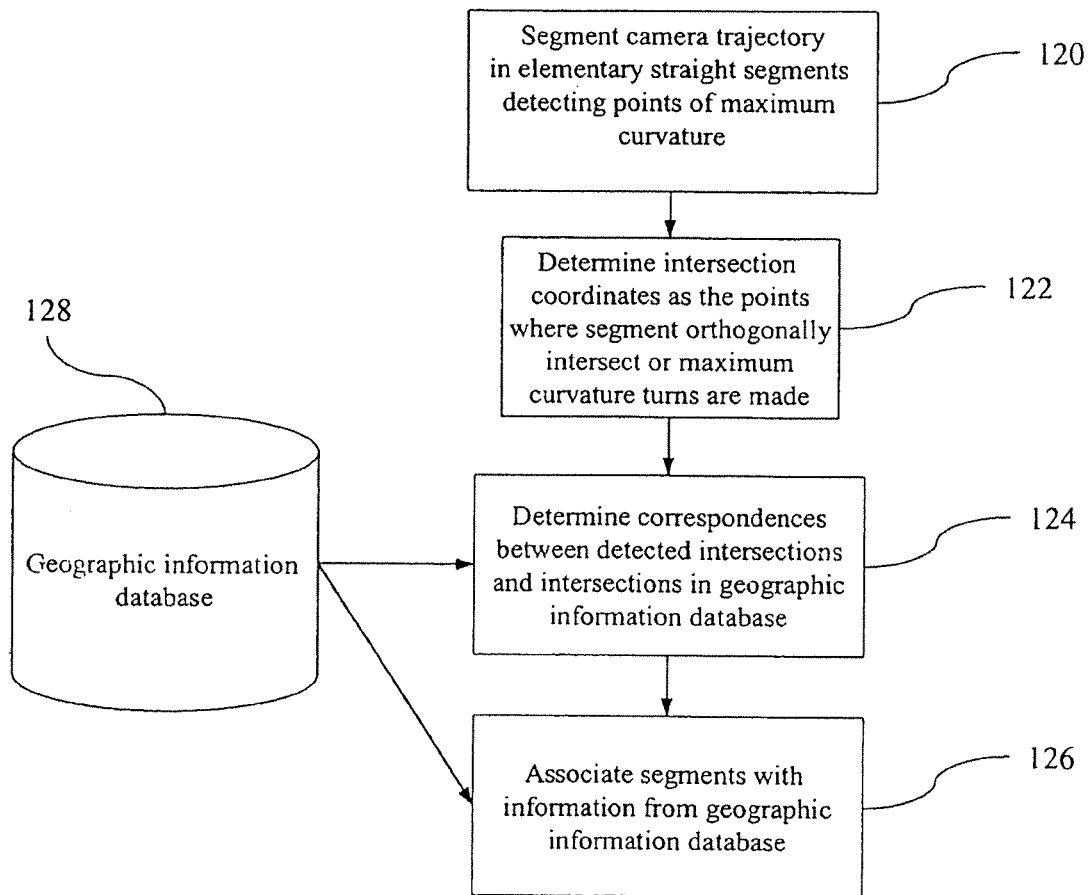 Segment camera trajectory
in elementary straight segments
detecting points of maximum
curvature
120
Determine intersection
coordinates as the points
where segment orthogonally
intersect or maximum
curvature turns are made
122
128
Geographic information
database
Determine correspondences
between detected intersections
and intersections in geographic
information database
124
Associate segments with
information from geographic
information database
126